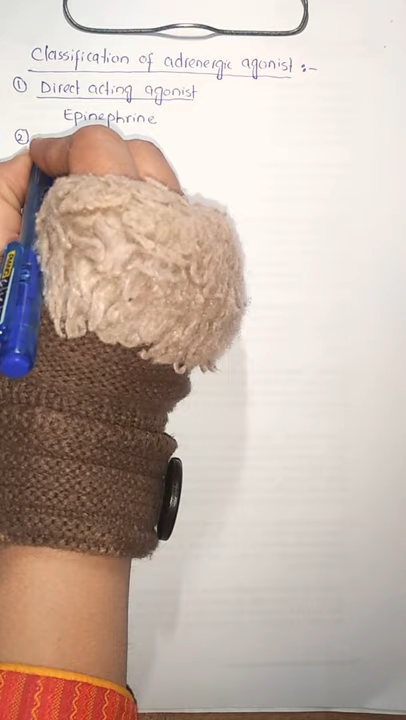 Classification of adrenergic agonist :-
① Direct acting agonist
Epinephrine
②